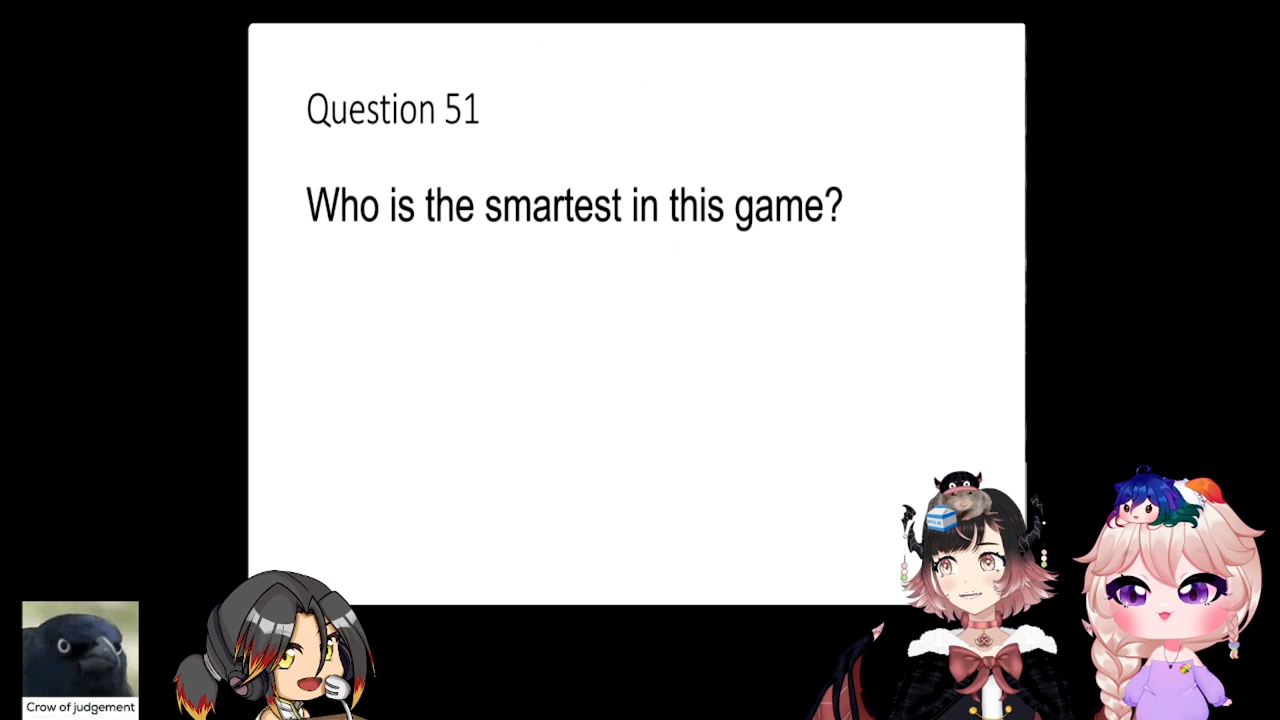 Question 51
Who is the smartest in this game?
Crow of judgement